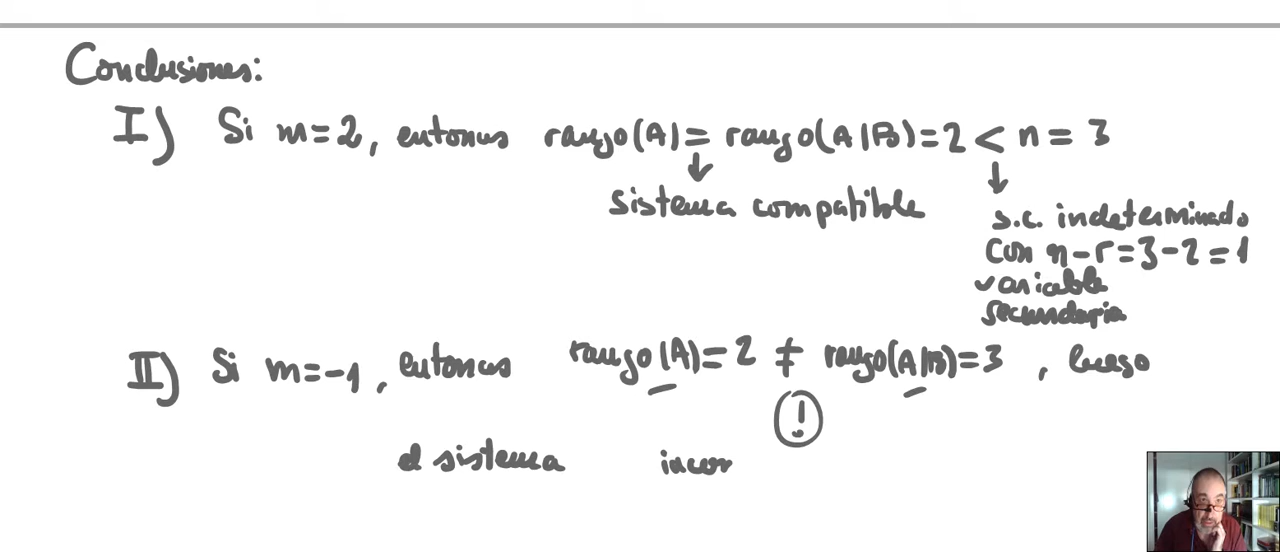 Conclusiones:
I) Si m=2, entonces rango(A)= rango(A|B)=2 < n = 3
↓ ↓
sistema compatible
s.c. indeterminado
con n-r=3-2=1
variable
secundaria
II) Si m=-1, entonces rango(A)=2 ≠ rango(A|B)=3, luego
!
el sistema incom